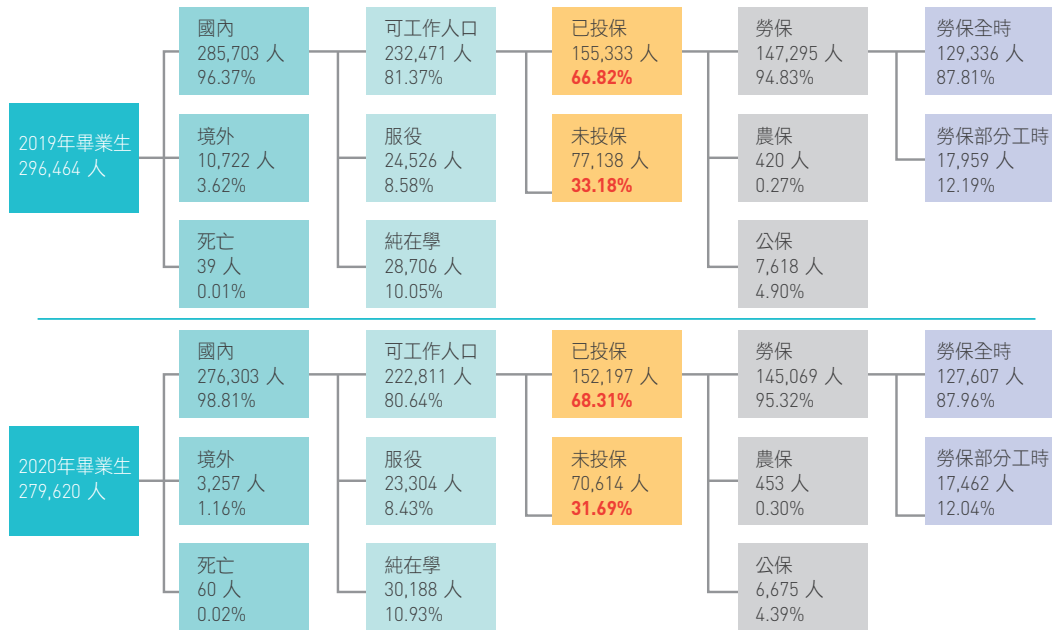 2019年畢業生
296,464 人
國內
285,703 人
96.37%
境外
10,722 人
3.62%
死亡
39 人
0.01%
可工作人口
232,471 人
81.37%
服役
24,526 人
8.58%
純在學
28,706 人
10.05%
已投保
155,333 人
66.82%
未投保
77,138 人
33.18%
勞保
147,295 人
94.83%
農保
420 人
0.27%
公保
7,618 人
4.90%
勞保全時
129,336 人
87.81%
勞保部分工時
17,959 人
12.19%
2020年畢業生
279,620 人
國內
276,303 人
98.81%
境外
3,257 人
1.16%
死亡
60 人
0.02%
可工作人口
222,811 人
80.64%
服役
23,304 人
8.43%
純在學
30,188 人
10.93%
已投保
152,197 人
68.31%
未投保
70,614 人
31.69%
勞保
145,069 人
95.32%
農保
453 人
0.30%
公保
6,675 人
4.39%
勞保全時
127,607 人
87.96%
勞保部分工時
17,462 人
12.04%